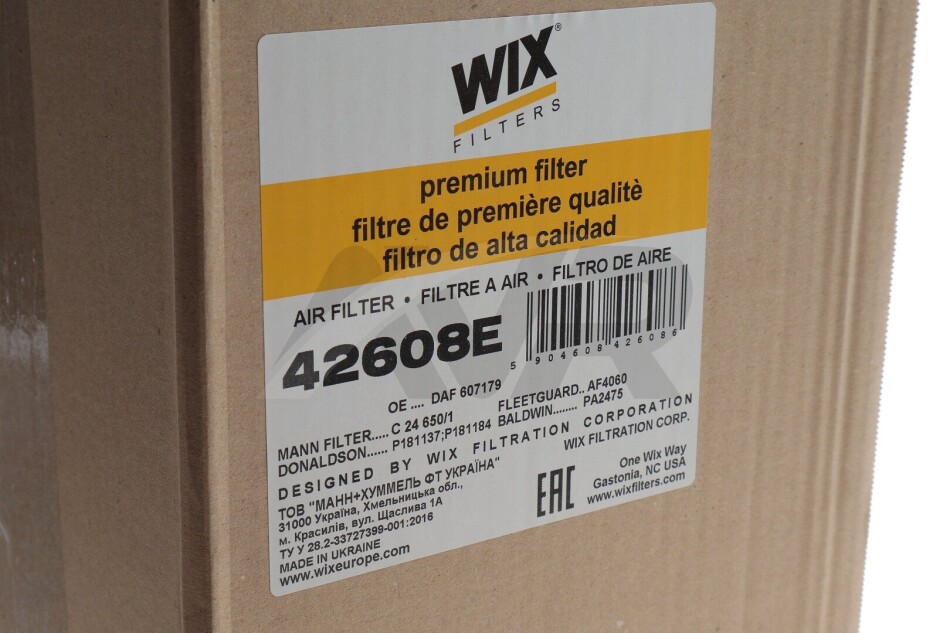 WIX®
FILTERS
premium filter
filtre de première qualitè
filtro de alta calidad
AIR FILTER • FILTRE A AIR • FILTRO DE AIRE
42608E
5 904608 426086
OE .... DAF 607179
MANN FILTER..... C 24 650/1 FLEETGUARD.. AF4060
DONALDSON...... P181137;P181184 BALDWIN........ PA2475
DESIGNED BY WIX FILTRATION CORPORATION
WIX FILTRATION CORP.
ТОВ "МАНН+ХУММЕЛЬ ФТ УКРАЇНА"
31000 Україна, Хмельницька обл.,
м. Красилів, вул. Щаслива 1А
ТУ У 28.2-33727399-001:2016
MADE IN UKRAINE
www.wixeurope.com
EAC
One Wix Way
Gastonia, NC USA
www.wixfilters.com
AVR